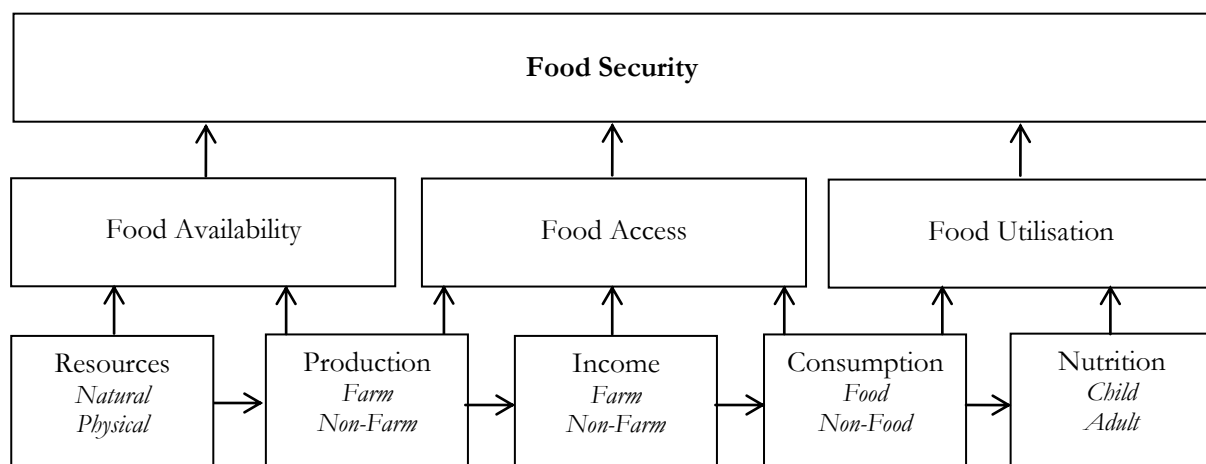 Food Security
Food Availability
Food Access
Food Utilisation
Resources
Natural
Physical
Production
Farm
Non-Farm
Income
Farm
Non-Farm
Consumption
Food
Non-Food
Nutrition
Child
Adult